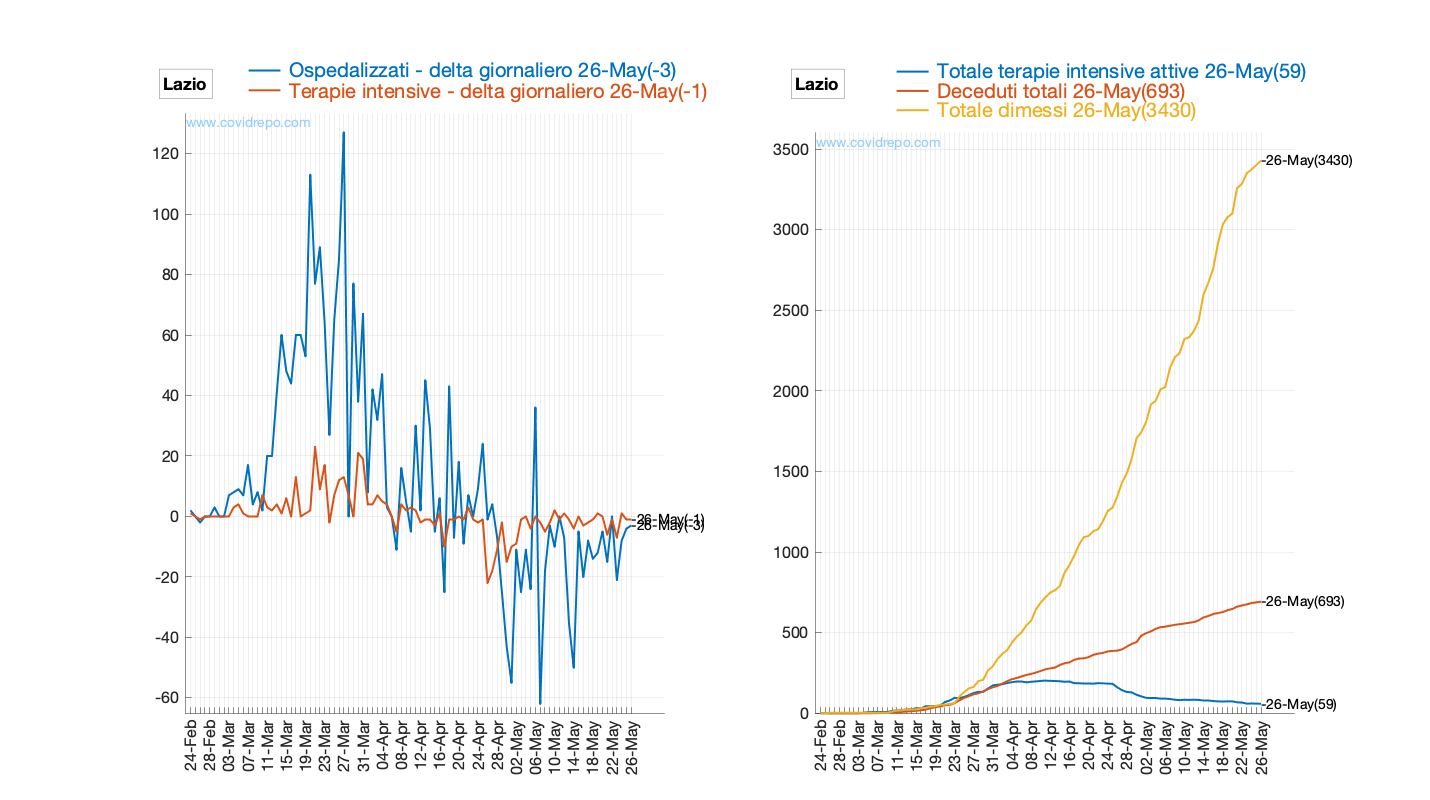 Lazio
Ospedalizzati - delta giornaliero 26-May(-3)
Terapie intensive - delta giornaliero 26-May(-1)
www.covidrepo.com
120
100
80
60
40
20
0
-20
-40
-60
-26-May(-1)
-26-May(-3)
24-Feb
28-Feb
03-Mar
07-Mar
11-Mar
15-Mar
19-Mar
23-Mar
27-Mar
31-Mar
04-Apr
08-Apr
12-Apr
16-Apr
20-Apr
24-Apr
28-Apr
02-May
06-May
10-May
14-May
18-May
22-May
26-May
Lazio
Totale terapie intensive attive 26-May(59)
Deceduti totali 26-May(693)
Totale dimessi 26-May(3430)
www.covidrepo.com
3500
3000
2500
2000
1500
1000
500
0
-26-May(3430)
-26-May(693)
-26-May(59)
24-Feb
28-Feb
03-Mar
07-Mar
11-Mar
15-Mar
19-Mar
23-Mar
27-Mar
31-Mar
04-Apr
08-Apr
12-Apr
16-Apr
20-Apr
24-Apr
28-Apr
02-May
06-May
10-May
14-May
18-May
22-May
26-May